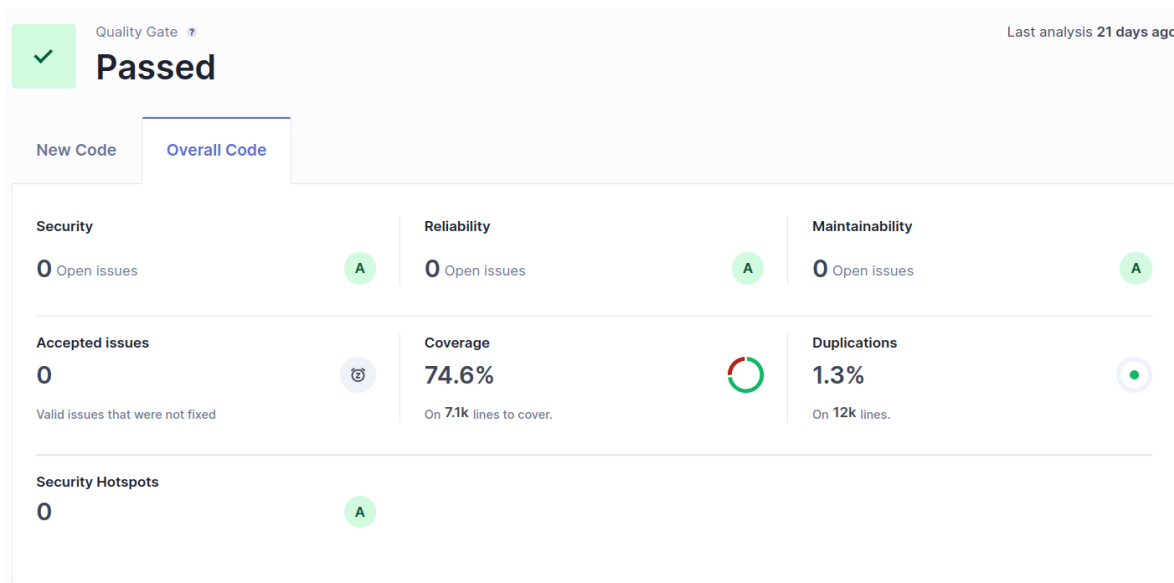 Quality Gate ?
Last analysis 21 days ago
Passed
New Code
Overall Code
Security
0 Open issues
A
Reliability
0 Open issues
A
Maintainability
0 Open issues
A
Accepted issues
0
Valid issues that were not fixed
Coverage
74.6%
On 7.1k lines to cover.
Duplications
1.3%
On 12k lines.
Security Hotspots
0
A